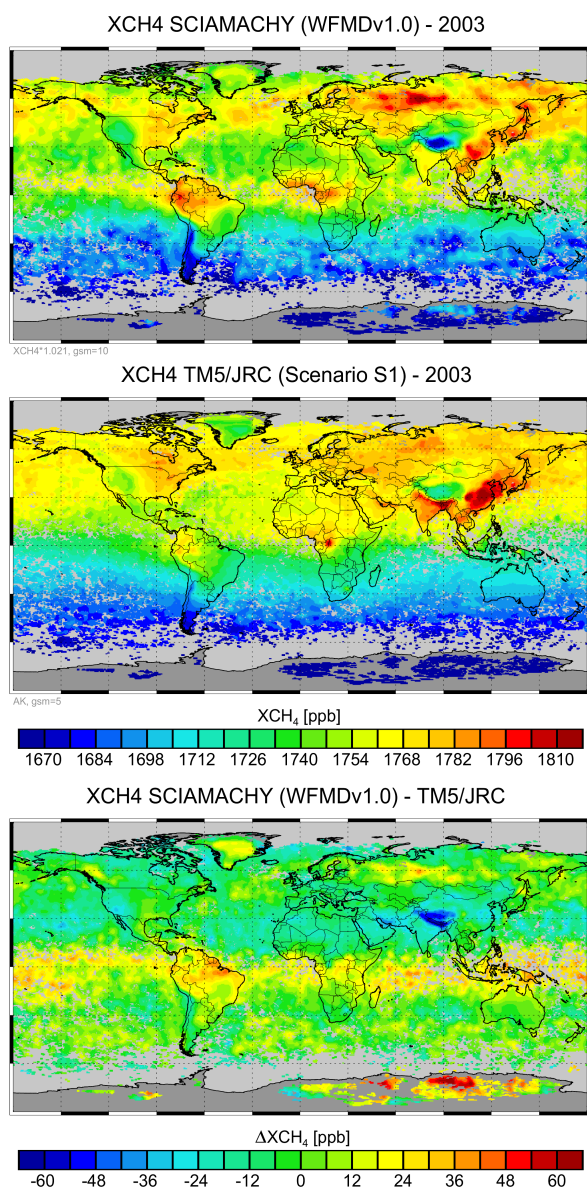 XCH4 SCIAMACHY (WFMDv1.0) - 2003
XCH4*1.021, gsm=10
XCH4 TM5/JRC (Scenario S1) - 2003
AK, gsm=5
XCH₄ [ppb]
1670 1684 1698 1712 1726 1740 1754 1768 1782 1796 1810
XCH4 SCIAMACHY (WFMDv1.0) - TM5/JRC
ΔXCH₄ [ppb]
-60 -48 -36 -24 -12 0 12 24 36 48 60